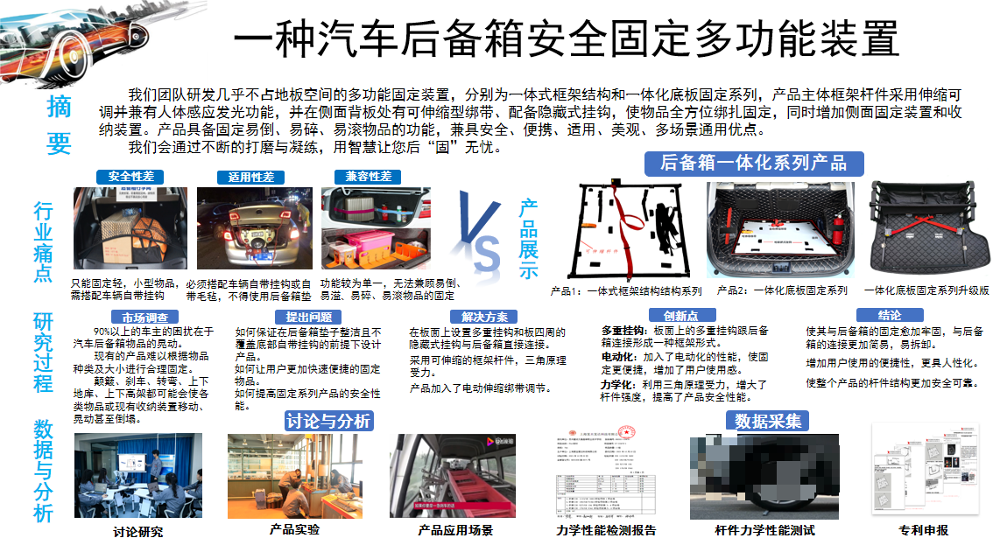 一种汽车后备箱安全固定多功能装置
摘
要
我们团队研发几乎不占地板空间的多功能固定装置，分别为一体式框架结构和一体化底板固定系列，产品主体框架杆件采用伸缩可
调并兼有人体感应发光功能，并在侧面背板处有可伸缩型绑带、配备隐藏式挂钩，使物品全方位绑扎固定，同时增加侧面固定装置和收
纳装置。产品具备固定易倒、易碎、易滑物品的功能，兼具安全、便携、适用、美观、多场景通用优点。
我们会通过不断的打磨与凝练，用智慧让您后“固”无忧。
行业痛点
安全性差
适用性差
兼容性差
只能固定轻，小型物品，
需搭配车辆自带挂钩
必须搭配车辆自带挂钩或自
带毛毡，不得使用后备箱垫
功能较为单一，无法兼顾易倒、
易溢、易碎、易滚物品的固定
VS
产品展示
后备箱一体化系列产品
可伸缩杆件
产品1：一体式框架结构结构系列
产品2：一体化底板固定系列
一体化底板固定系列升级版
研究过程
市场调查
90%以上的车主的困扰在于
汽车后备箱物品的晃动。
现有的产品难以根据物品
种类及大小进行合理固定。
颠簸、刹车、转弯、上下
地库、上下高架都可能会使各
类物品或现有收纳装置移动、
晃动甚至倒塌。
提出问题
如何保证在后备箱垫子整洁且不
覆盖底部自带挂钩的前提下设计
产品。
如何让用户更加快速便捷的固定
物品。
如何提高固定系列产品的安全性
能。
解决方案
在板面上设置多重挂钩和板四周的
隐藏式挂钩与后备箱直接连接。
采用可伸缩的框架杆件，三角原理
受力。
产品加入了电动伸缩绑带调节。
创新点
多重挂钩：板面上的多重挂钩跟后备
箱连接形成一种框架形式。
电动化：加入了电动化的性能，使固
定更便捷，增加了用户使用感。
力学化：利用三角原理受力，增大了
杆件强度，提高了产品安全性能。
结论
使其与后备箱的固定愈加牢固，与后备
箱的连接更加简易，易拆卸。
增加用户使用的便捷性，更具人性化。
使整个产品的杆件结构更加安全可靠。
数据与分析
讨论与分析
数据采集
讨论研究
产品实验
产品应用场景
力学性能检测报告
杆件力学性能测试
专利申报